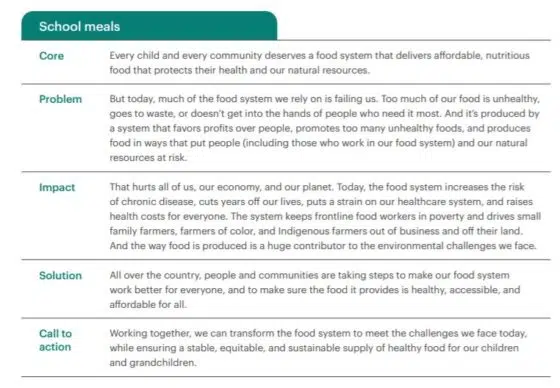 School meals
Core
Every child and every community deserves a food system that delivers affordable, nutritious
food that protects their health and our natural resources.
Problem
But today, much of the food system we rely on is failing us. Too much of our food is unhealthy,
goes to waste, or doesn't get into the hands of people who need it most. And it's produced by
a system that favors profits over people, promotes too many unhealthy foods, and produces
food in ways that put people (including those who work in our food system) and our natural
resources at risk.
Impact
That hurts all of us, our economy, and our planet. Today, the food system increases the risk
of chronic disease, cuts years off our lives, puts a strain on our healthcare system, and raises
health costs for everyone. The system keeps frontline food workers in poverty and drives small
family farmers, farmers of color, and Indigenous farmers out of business and off their land.
And the way food is produced is a huge contributor to the environmental challenges we face.
Solution
All over the country, people and communities are taking steps to make our food system
work better for everyone, and to make sure the food it provides is healthy, accessible, and
affordable for all.
Call to
action
Working together, we can transform the food system to meet the challenges we face today,
while ensuring a stable, equitable, and sustainable supply of healthy food for our children
and grandchildren.